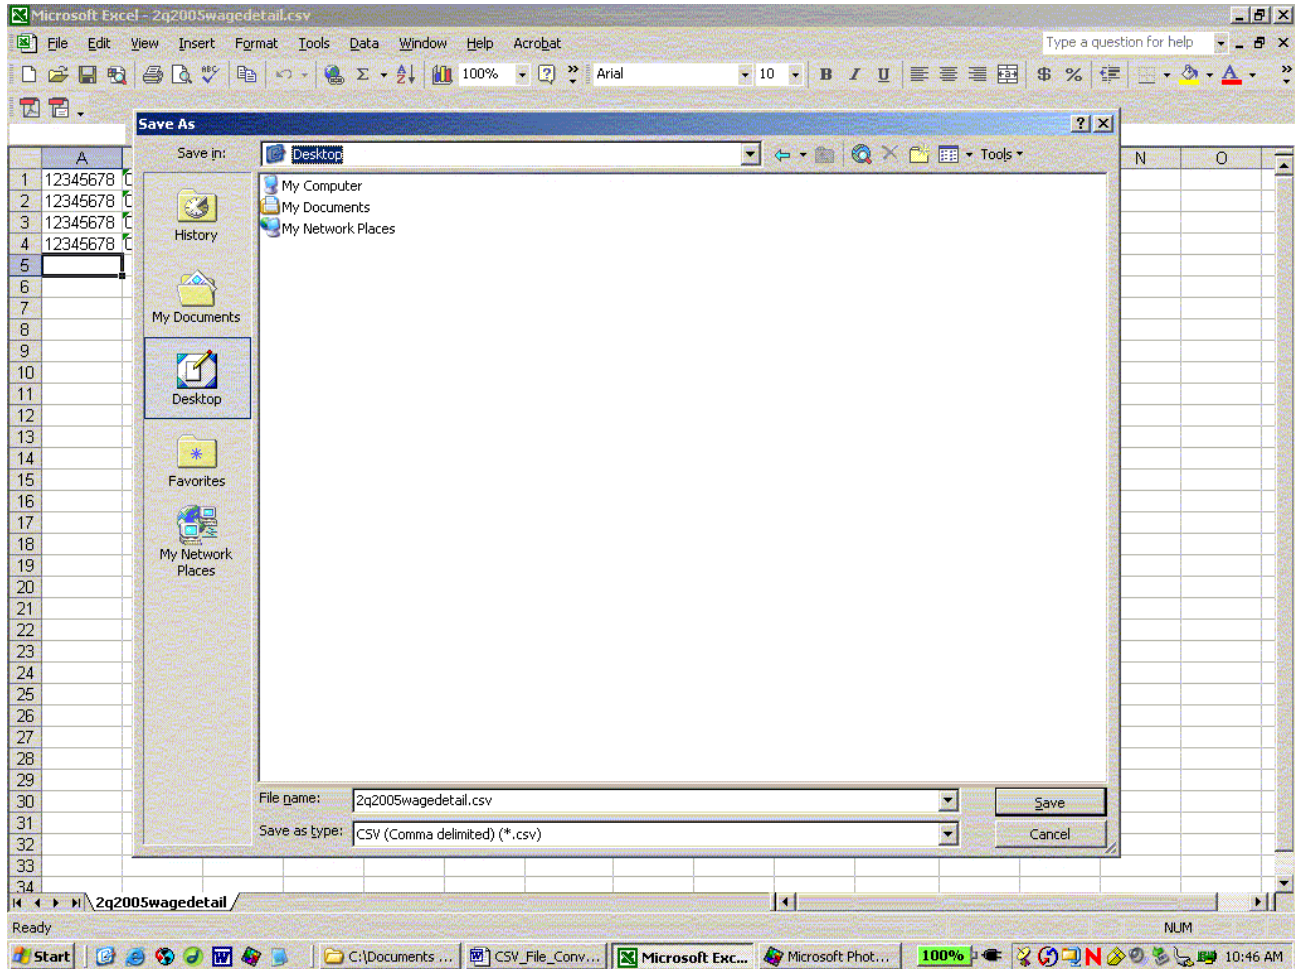 Microsoft Excel - 2q2005wagedetail.csv
File Edit View Insert Format Tools Data Window Help Acrobat Type a question for help
ABC Σ A Z 100% ? » Arial 10 B I U $ % A »
Save As
Save in: Desktop Tools
A N O
1 12345678
2 12345678
3 12345678
4 12345678
5
6
7
8
9
10
11
12
13
14
15
16
17
18
19
20
21
22
23
24
25
26
27
28
29
30
31
32
33
34
My Computer
My Documents
My Network Places
History
My Documents
Desktop
Favorites
My Network
Places
File name: 2q2005wagedetail.csv Save
Save as type: CSV (Comma delimited) (*.csv) Cancel
2q2005wagedetail
Ready NUM
Start W C:\Documents ... CSV_File_Conv... Microsoft Exc... Microsoft Phot... 100% N 10:46 AM